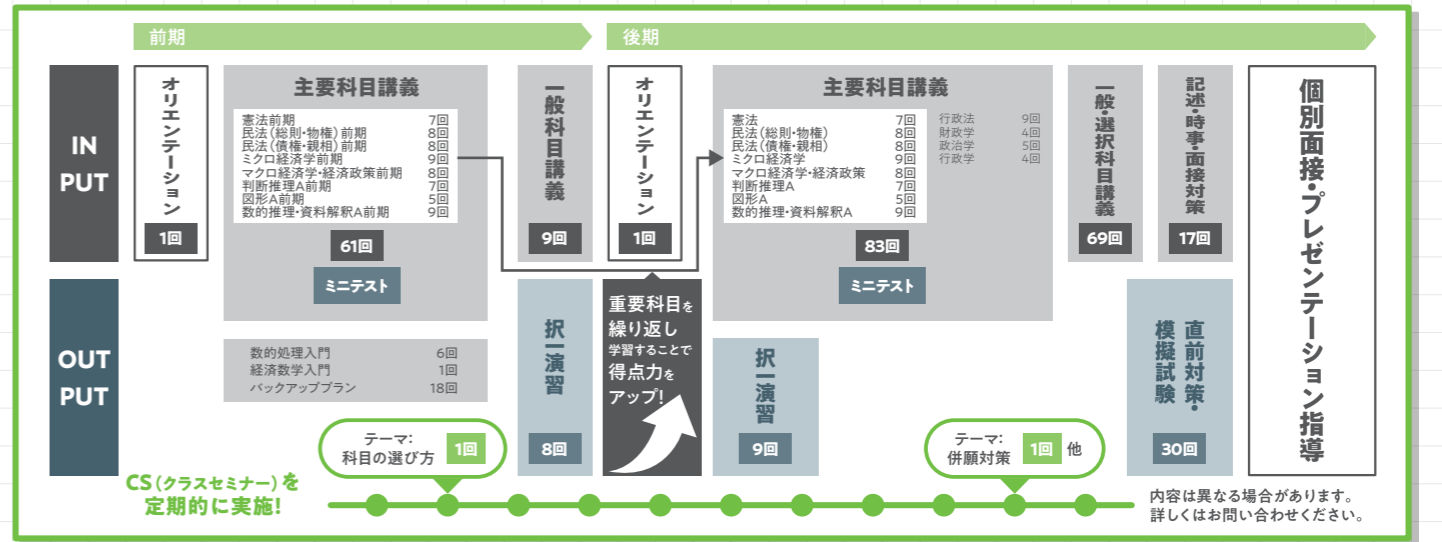 前期
後期
IN
PUT
オリエンテーション
1回
主要科目講義
憲法前期 7回
民法(総則・物権)前期 8回
民法(債権・親相)前期 8回
ミクロ経済学前期 9回
マクロ経済学・経済政策前期 8回
判断推理A前期 7回
図形A前期 5回
数的推理・資料解釈A前期 9回
61回
ミニテスト
一般科目講義
9回
オリエンテーション
1回
主要科目講義
憲法 7回
民法(総則・物権) 8回
民法(債権・親相) 8回
ミクロ経済学 9回
マクロ経済学・経済政策 8回
判断推理A 7回
図形A 5回
数的推理・資料解釈A 9回
行政法 9回
財政学 4回
政治学 5回
行政学 4回
83回
ミニテスト
一般・選択科目講義
69回
記述・時事・面接対策
17回
個別面接・プレゼンテーション指導
OUT
PUT
数的処理入門 6回
経済数学入門 1回
バックアッププラン 18回
択一演習
8回
重要科目を
繰り返し
学習することで
得点力を
アップ!
択一演習
9回
直前対策・
模擬試験
30回
テーマ:
科目の選び方 1回
テーマ:
併願対策 1回 他
CS(クラスセミナー)を
定期的に実施!
内容は異なる場合があります。
詳しくはお問い合わせください。